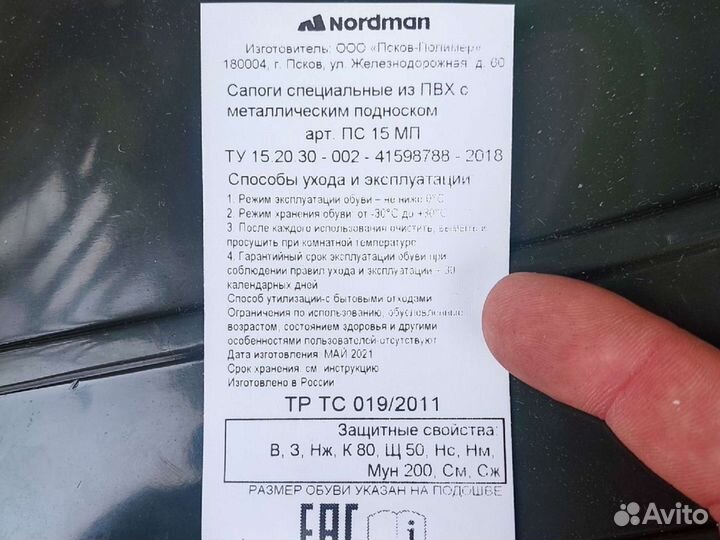 Nordman
Изготовитель: ООО «Псков-Полимер»
180004, г. Псков, ул. Железнодорожная, д. 60
Сапоги специальные из ПВХ с
металлическим подноском
арт. ПС 15 МП
ТУ 15.20.30 - 002 - 41598788 - 2018
Способы ухода и эксплуатации
1. Режим эксплуатации обуви – не ниже 0°С
2. Режим хранения обуви: от -30°С до +30°С
3. После каждого использования очистить, вымыть и
просушить при комнатной температуре
4. Гарантийный срок эксплуатации обуви при
соблюдении правил ухода и эксплуатации - 30
календарных дней
Способ утилизации-с бытовыми отходами
Ограничения по использованию, обусловленные
возрастом, состоянием здоровья и другими
особенностями пользователей отсутствуют
Дата изготовления: МАЙ 2021
Срок хранения: см. инструкцию
Изготовлено в России
ТР ТС 019/2011
Защитные свойства:
В, З, Нж, К 80, Щ 50, Нс, Нм,
Мун 200, См, Сж
РАЗМЕР ОБУВИ УКАЗАН НА ПОДОШВЕ
EAC i
Avito